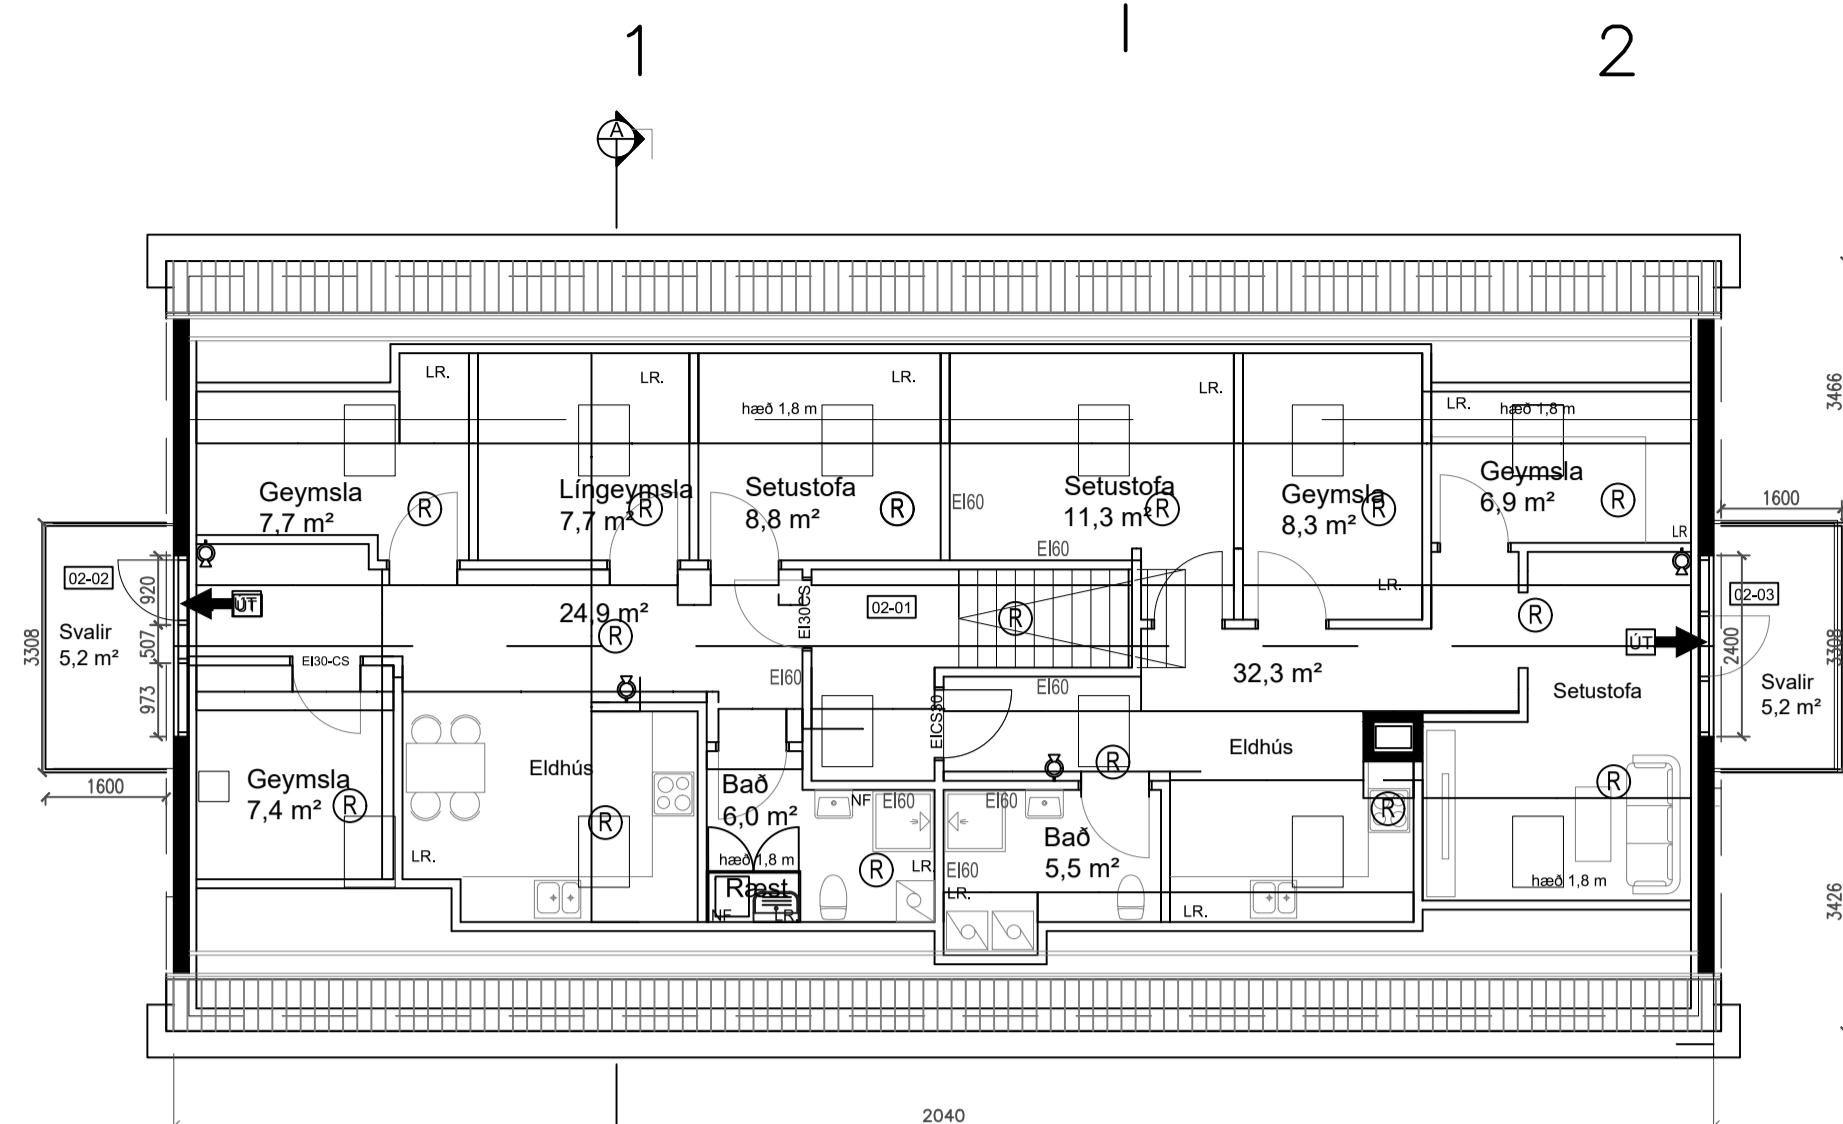 1
2
A
LR.
LR.
LR.
LR.
LR.
hæð 1,8 m
hæð 1,8 m
3466
Geymsla
7,7 m²
R
Língeymsla
7,7 m²
R
Setustofa
8,8 m²
R
EI60
Setustofa
11,3 m²
R
Geymsla
8,3 m²
R
Geymsla
6,9 m²
R
LR
1600
EI60
LR.
02-02
920
ÚT
24,9 m²
R
EI30CS
02-01
R
R
02-03
Svalir
5,2 m²
3308
507
EI30-CS
EI60
EI60
32,3 m²
ÚT
2400
3308
973
Setustofa
Svalir
5,2 m²
EICS30
Eldhús
Eldhús
R
R
1600
Geymsla
7,4 m²
R
R
Bað
6,0 m²
NF
EI60
EI60
R
Bað
5,5 m²
LR.
hæð 1,8 m
R
LR.
EI60
LR.
hæð 1,8 m
Ræst
NF
LR.
LR.
3426
2040